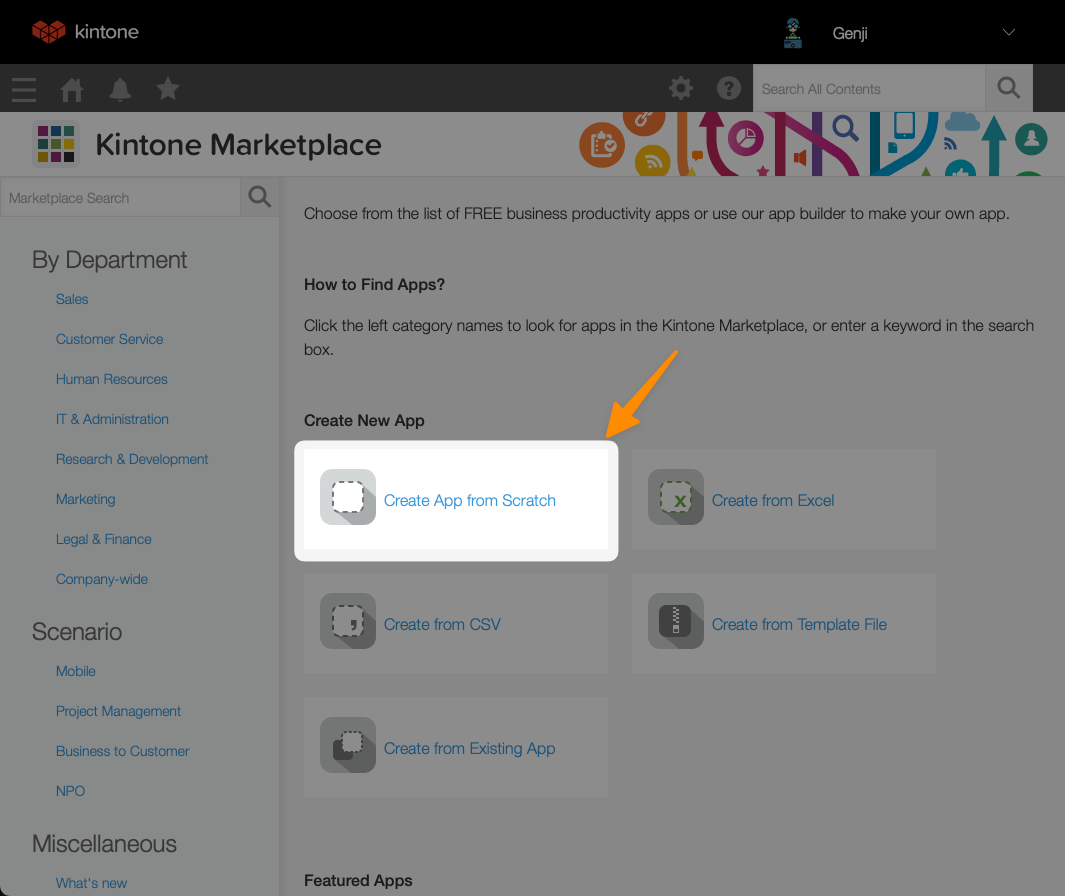 kintone
Genji
Search All Contents
Kintone Marketplace
Marketplace Search
By Department
Sales
Customer Service
Human Resources
IT & Administration
Research & Development
Marketing
Legal & Finance
Company-wide
Scenario
Mobile
Project Management
Business to Customer
NPO
Miscellaneous
What's new
Choose from the list of FREE business productivity apps or use our app builder to make your own app.
How to Find Apps?
Click the left category names to look for apps in the Kintone Marketplace, or enter a keyword in the search
box.
Create New App
Create App from Scratch
Create from Excel
Create from CSV
Create from Template File
Create from Existing App
Featured Apps